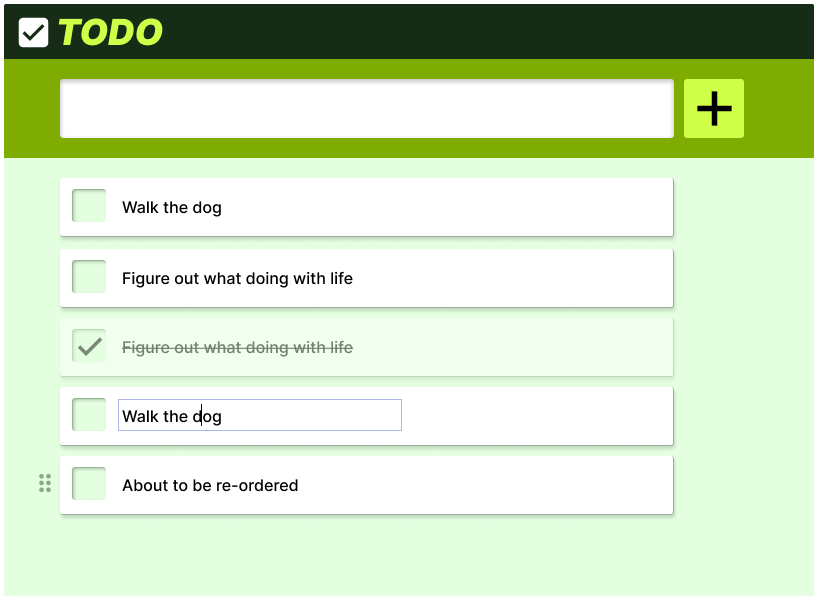 TODO
Walk the dog
Figure out what doing with life
Figure out what doing with life
Walk the dog
About to be re-ordered